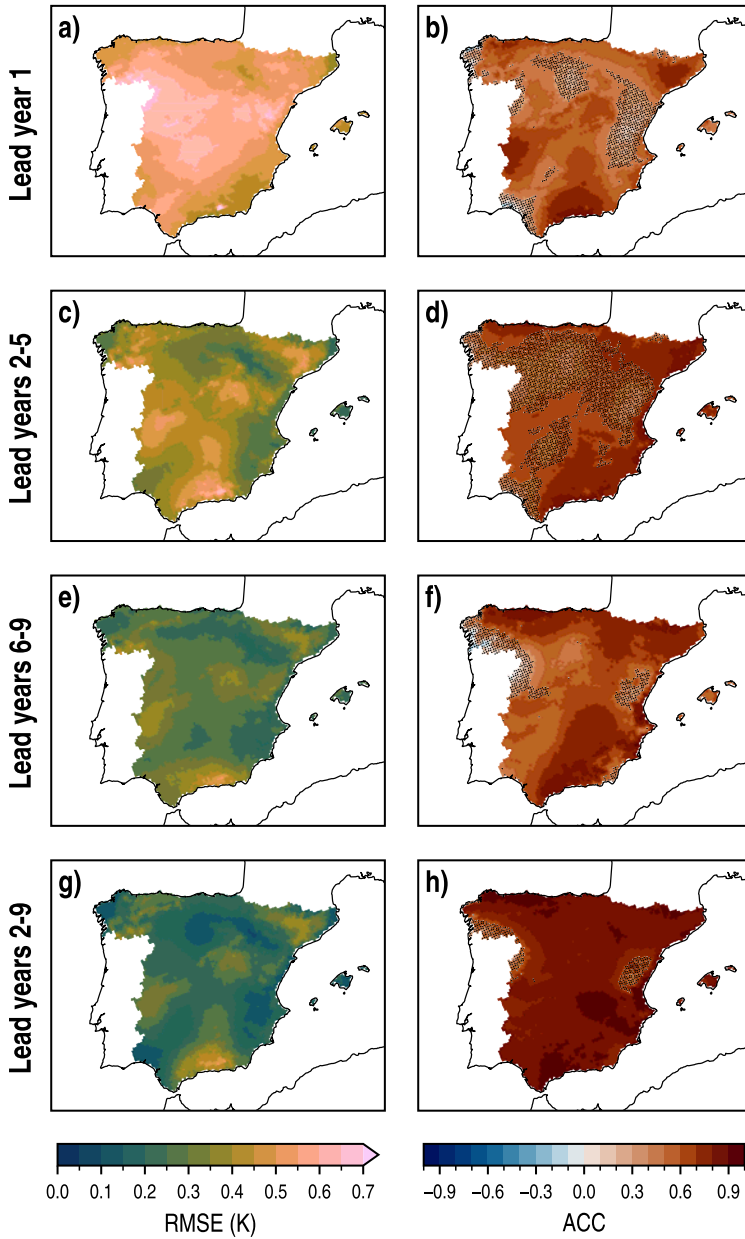 a) b)
Lead year 1
c) d)
Lead years 2-5
e) f)
Lead years 6-9
g) h)
Lead years 2-9
0.0 0.1 0.2 0.3 0.4 0.5 0.6 0.7
RMSE (K)
−0.9 −0.6 −0.3 0.0 0.3 0.6 0.9
ACC